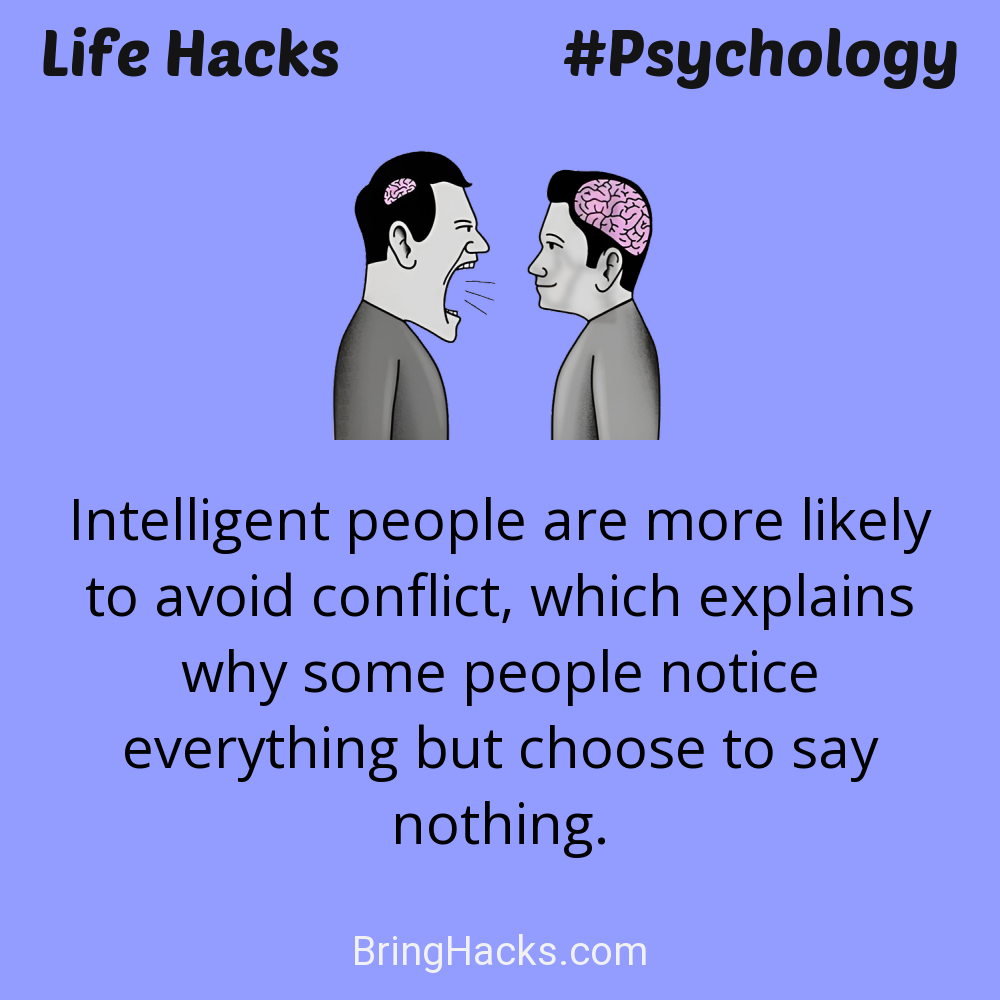 Life Hacks
#Psychology
Intelligent people are more likely
to avoid conflict, which explains
why some people notice
everything but choose to say
nothing.
BringHacks.com